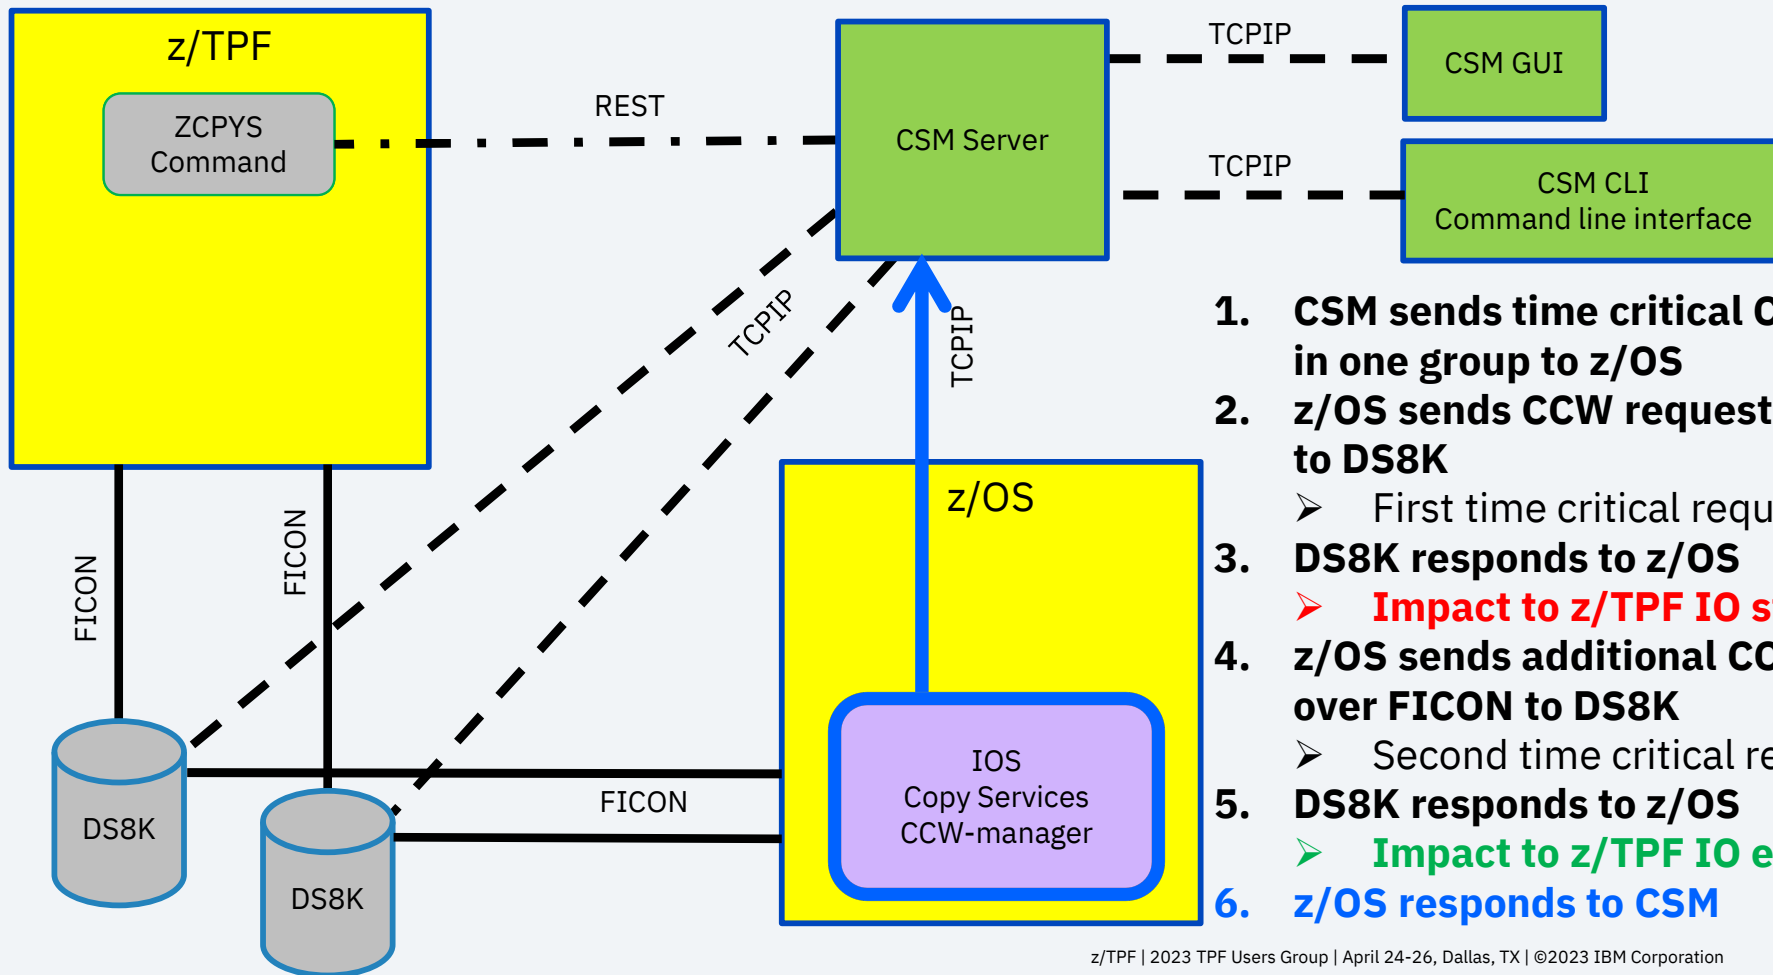 z/TPF
ZCPYS
Command
REST
CSM Server
TCPIP
CSM GUI
TCPIP
CSM CLI
Command line interface
TCPIP
TCPIP
FICON
FICON
DS8K
DS8K
FICON
z/OS
IOS
Copy Services
CCW-manager
1. CSM sends time critical
in one group to z/OS
2. z/OS sends CCW request
to DS8K
➢ First time critical
3. DS8K responds to z/OS
➢ Impact to z/TPF IO
4. z/OS sends additional
over FICON to DS8K
➢ Second time critical
5. DS8K responds to z/OS
➢ Impact to z/TPF IO
6. z/OS responds to CSM
z/TPF | 2023 TPF Users Group | April 24-26, Dallas, TX | ©2023 IBM Corporation